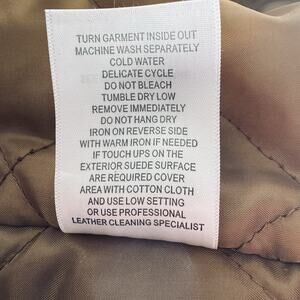 TURN GARMENT INSIDE OUT
MACHINE WASH SEPARATELY
COLD WATER
DELICATE CYCLE
DO NOT BLEACH
TUMBLE DRY LOW
REMOVE IMMEDIATELY
DO NOT HANG DRY
IRON ON REVERSE SIDE
WITH WARM IRON IF NEEDED
IF TOUCH UPS ON THE
EXTERIOR SUEDE SURFACE
ARE REQUIRED COVER
AREA WITH COTTON CLOTH
AND USE LOW SETTING
OR USE PROFESSIONAL
LEATHER CLEANING SPECIALIST